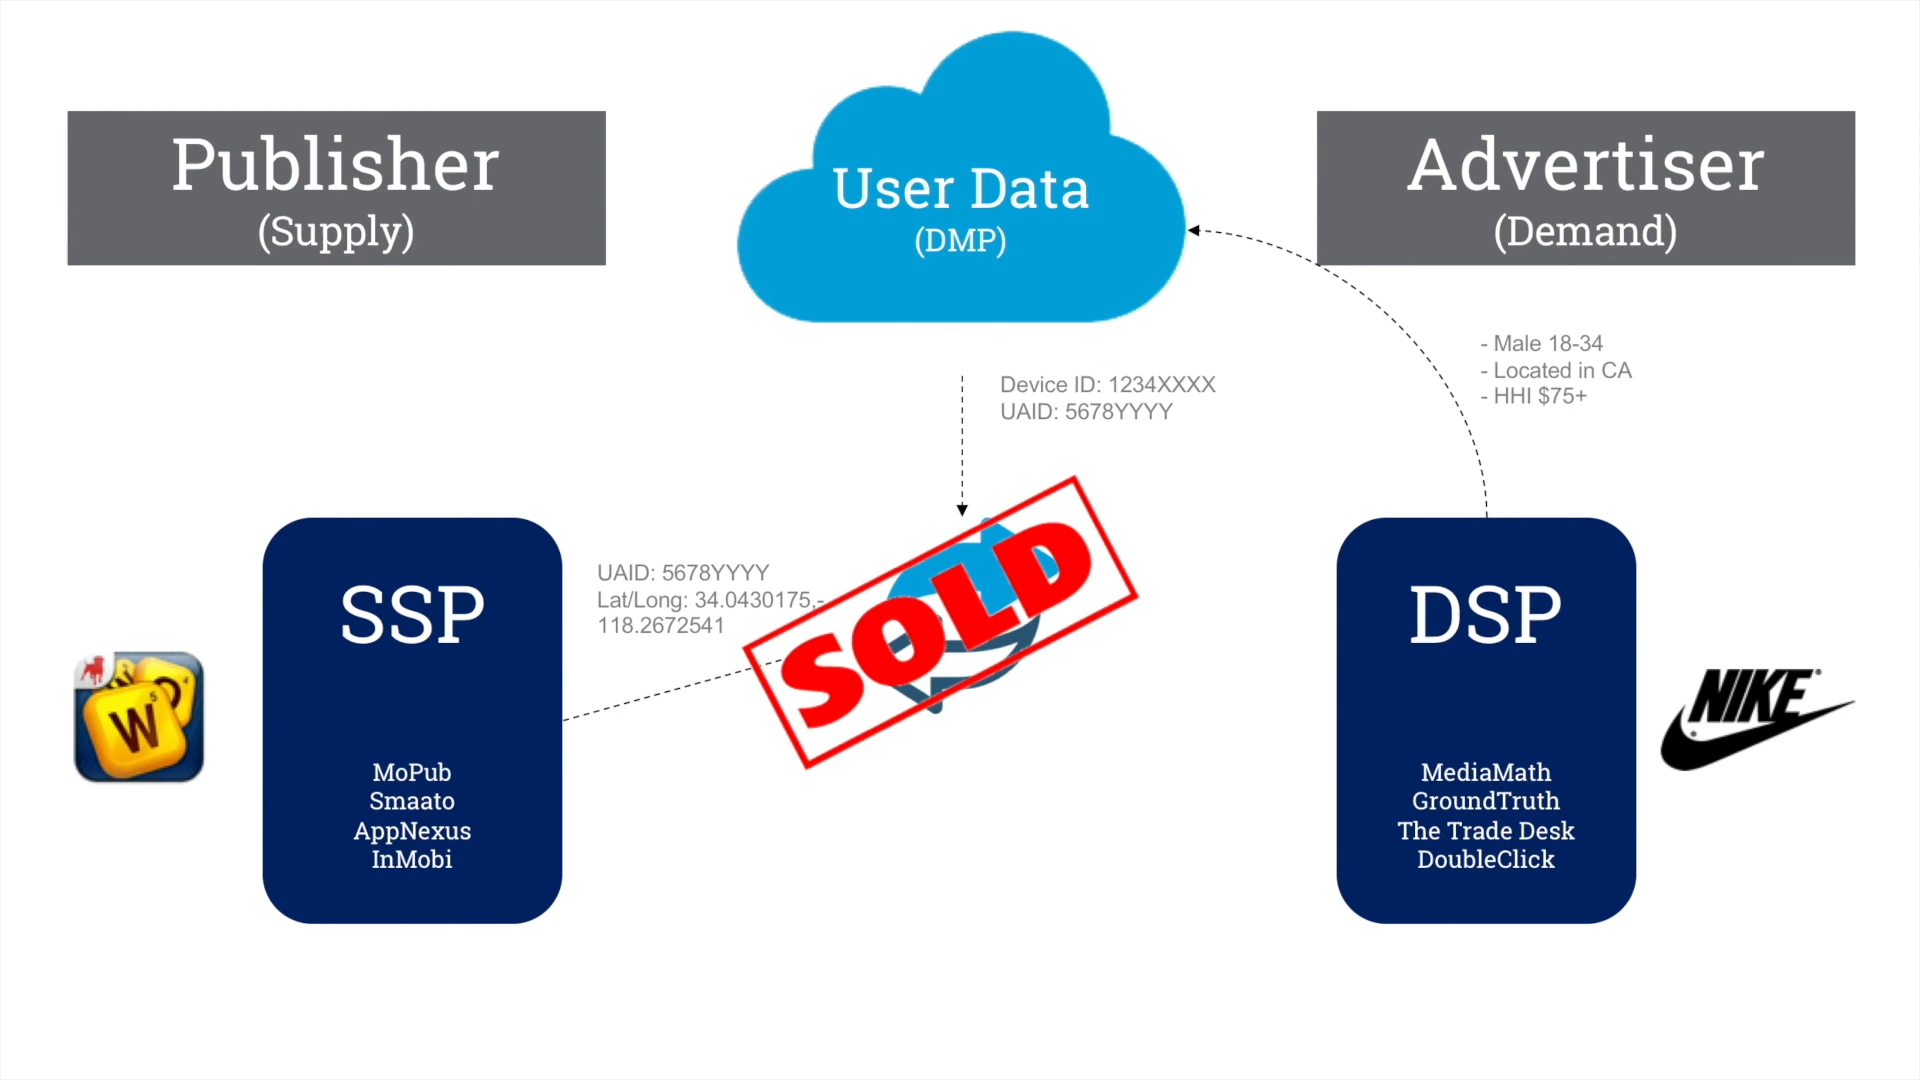 Publisher
(Supply)
User Data
(DMP)
Advertiser
(Demand)
- Male 18-34
- Located in CA
- HHI $75+
Device ID: 1234XXXX
UAID: 5678YYYY
UAID: 5678YYYY
Lat/Long: 34.0430175,-
118.2672541
SOLD
SSP
MoPub
Smaato
AppNexus
InMobi
W
5
DSP
MediaMath
GroundTruth
The Trade Desk
DoubleClick
NIKE